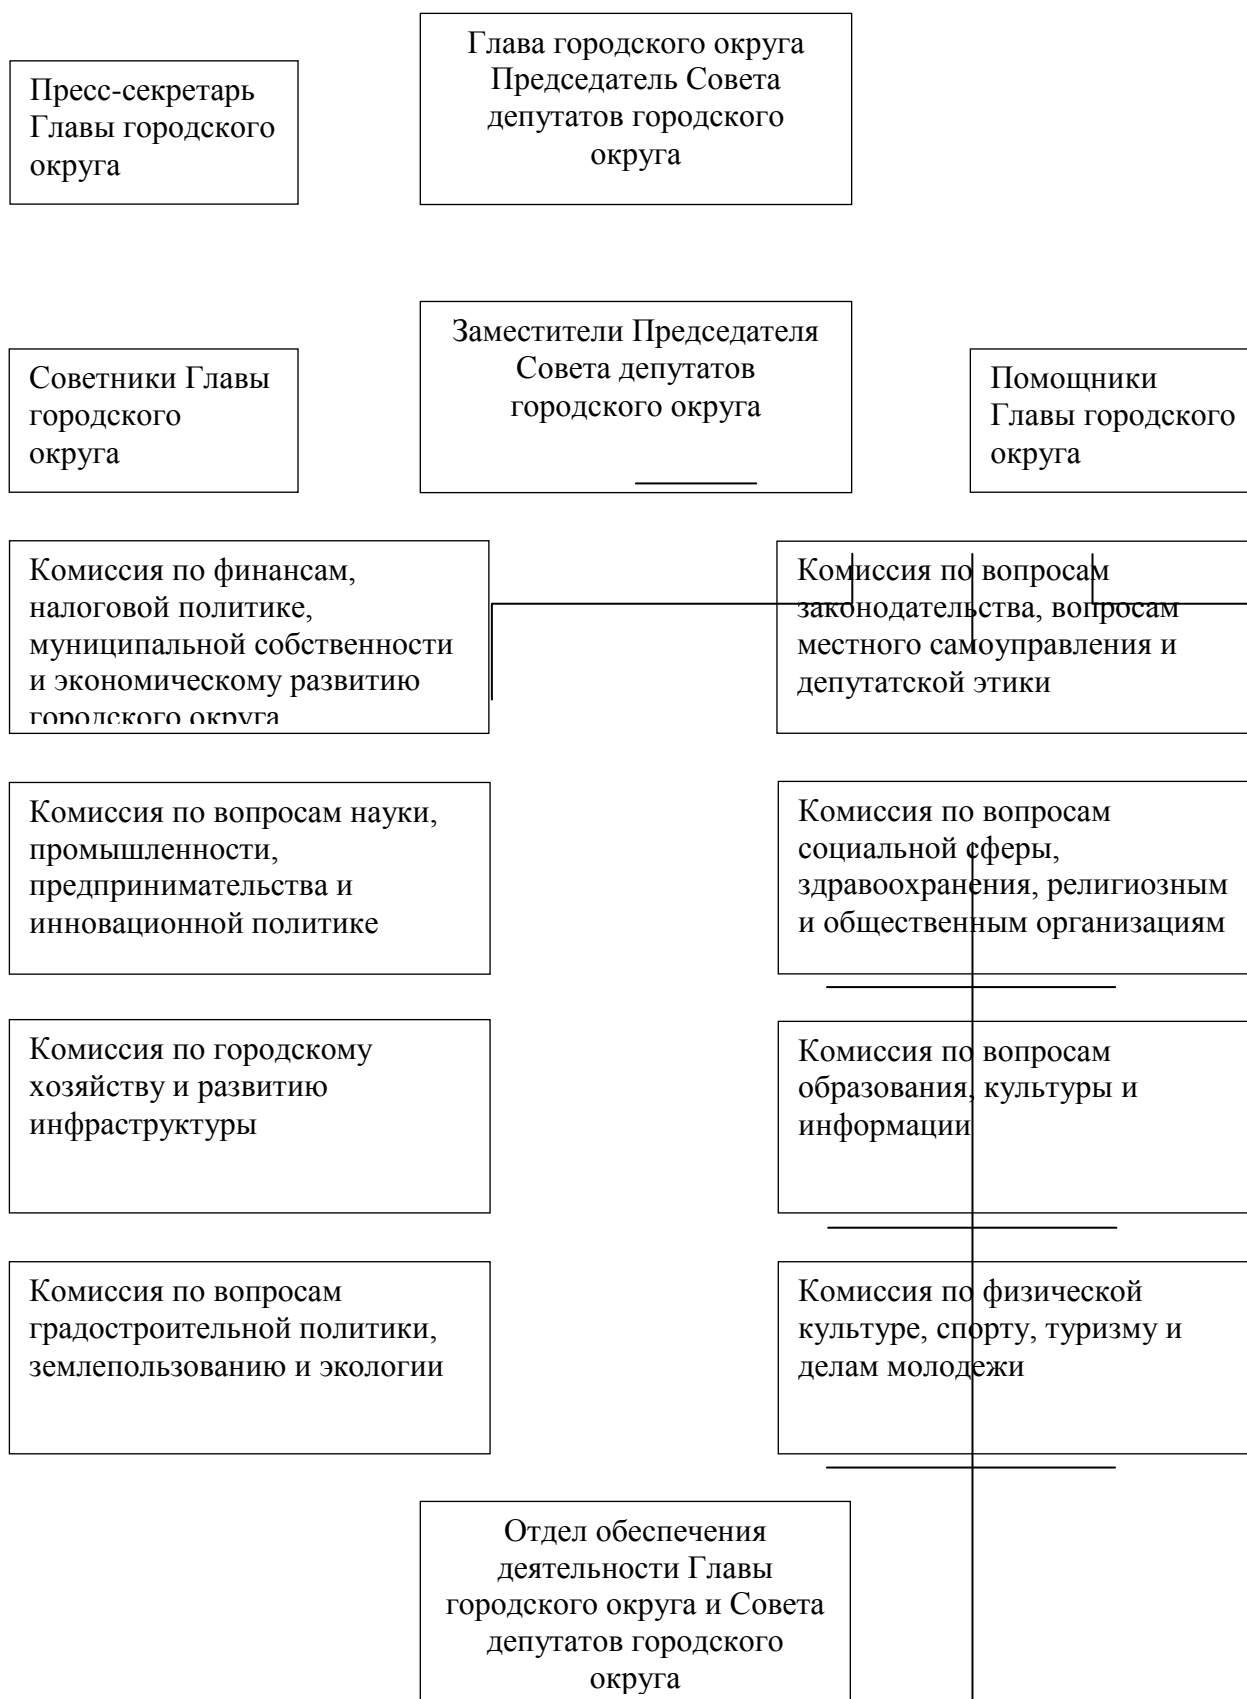 Глава городского округа
Председатель Совета
депутатов городского
округа
Пресс-секретарь
Главы городского
округа
Заместители Председателя
Совета депутатов
городского округа
Советники Главы
городского
округа
Помощники
Главы городского
округа
Комиссия по финансам,
налоговой политике,
муниципальной собственности
и экономическому развитию
городского округа
Комиссия по вопросам
законодательства, вопросам
местного самоуправления и
депутатской этики
Комиссия по вопросам науки,
промышленности,
предпринимательства и
инновационной политике
Комиссия по вопросам
социальной сферы,
здравоохранения, религиозным
и общественным организациям
Комиссия по городскому
хозяйству и развитию
инфраструктуры
Комиссия по вопросам
образования, культуры и
информации
Комиссия по вопросам
градостроительной политики,
землепользованию и экологии
Комиссия по физической
культуре, спорту, туризму и
делам молодежи
Отдел обеспечения
деятельности Главы
городского округа и Совета
депутатов городского
округа